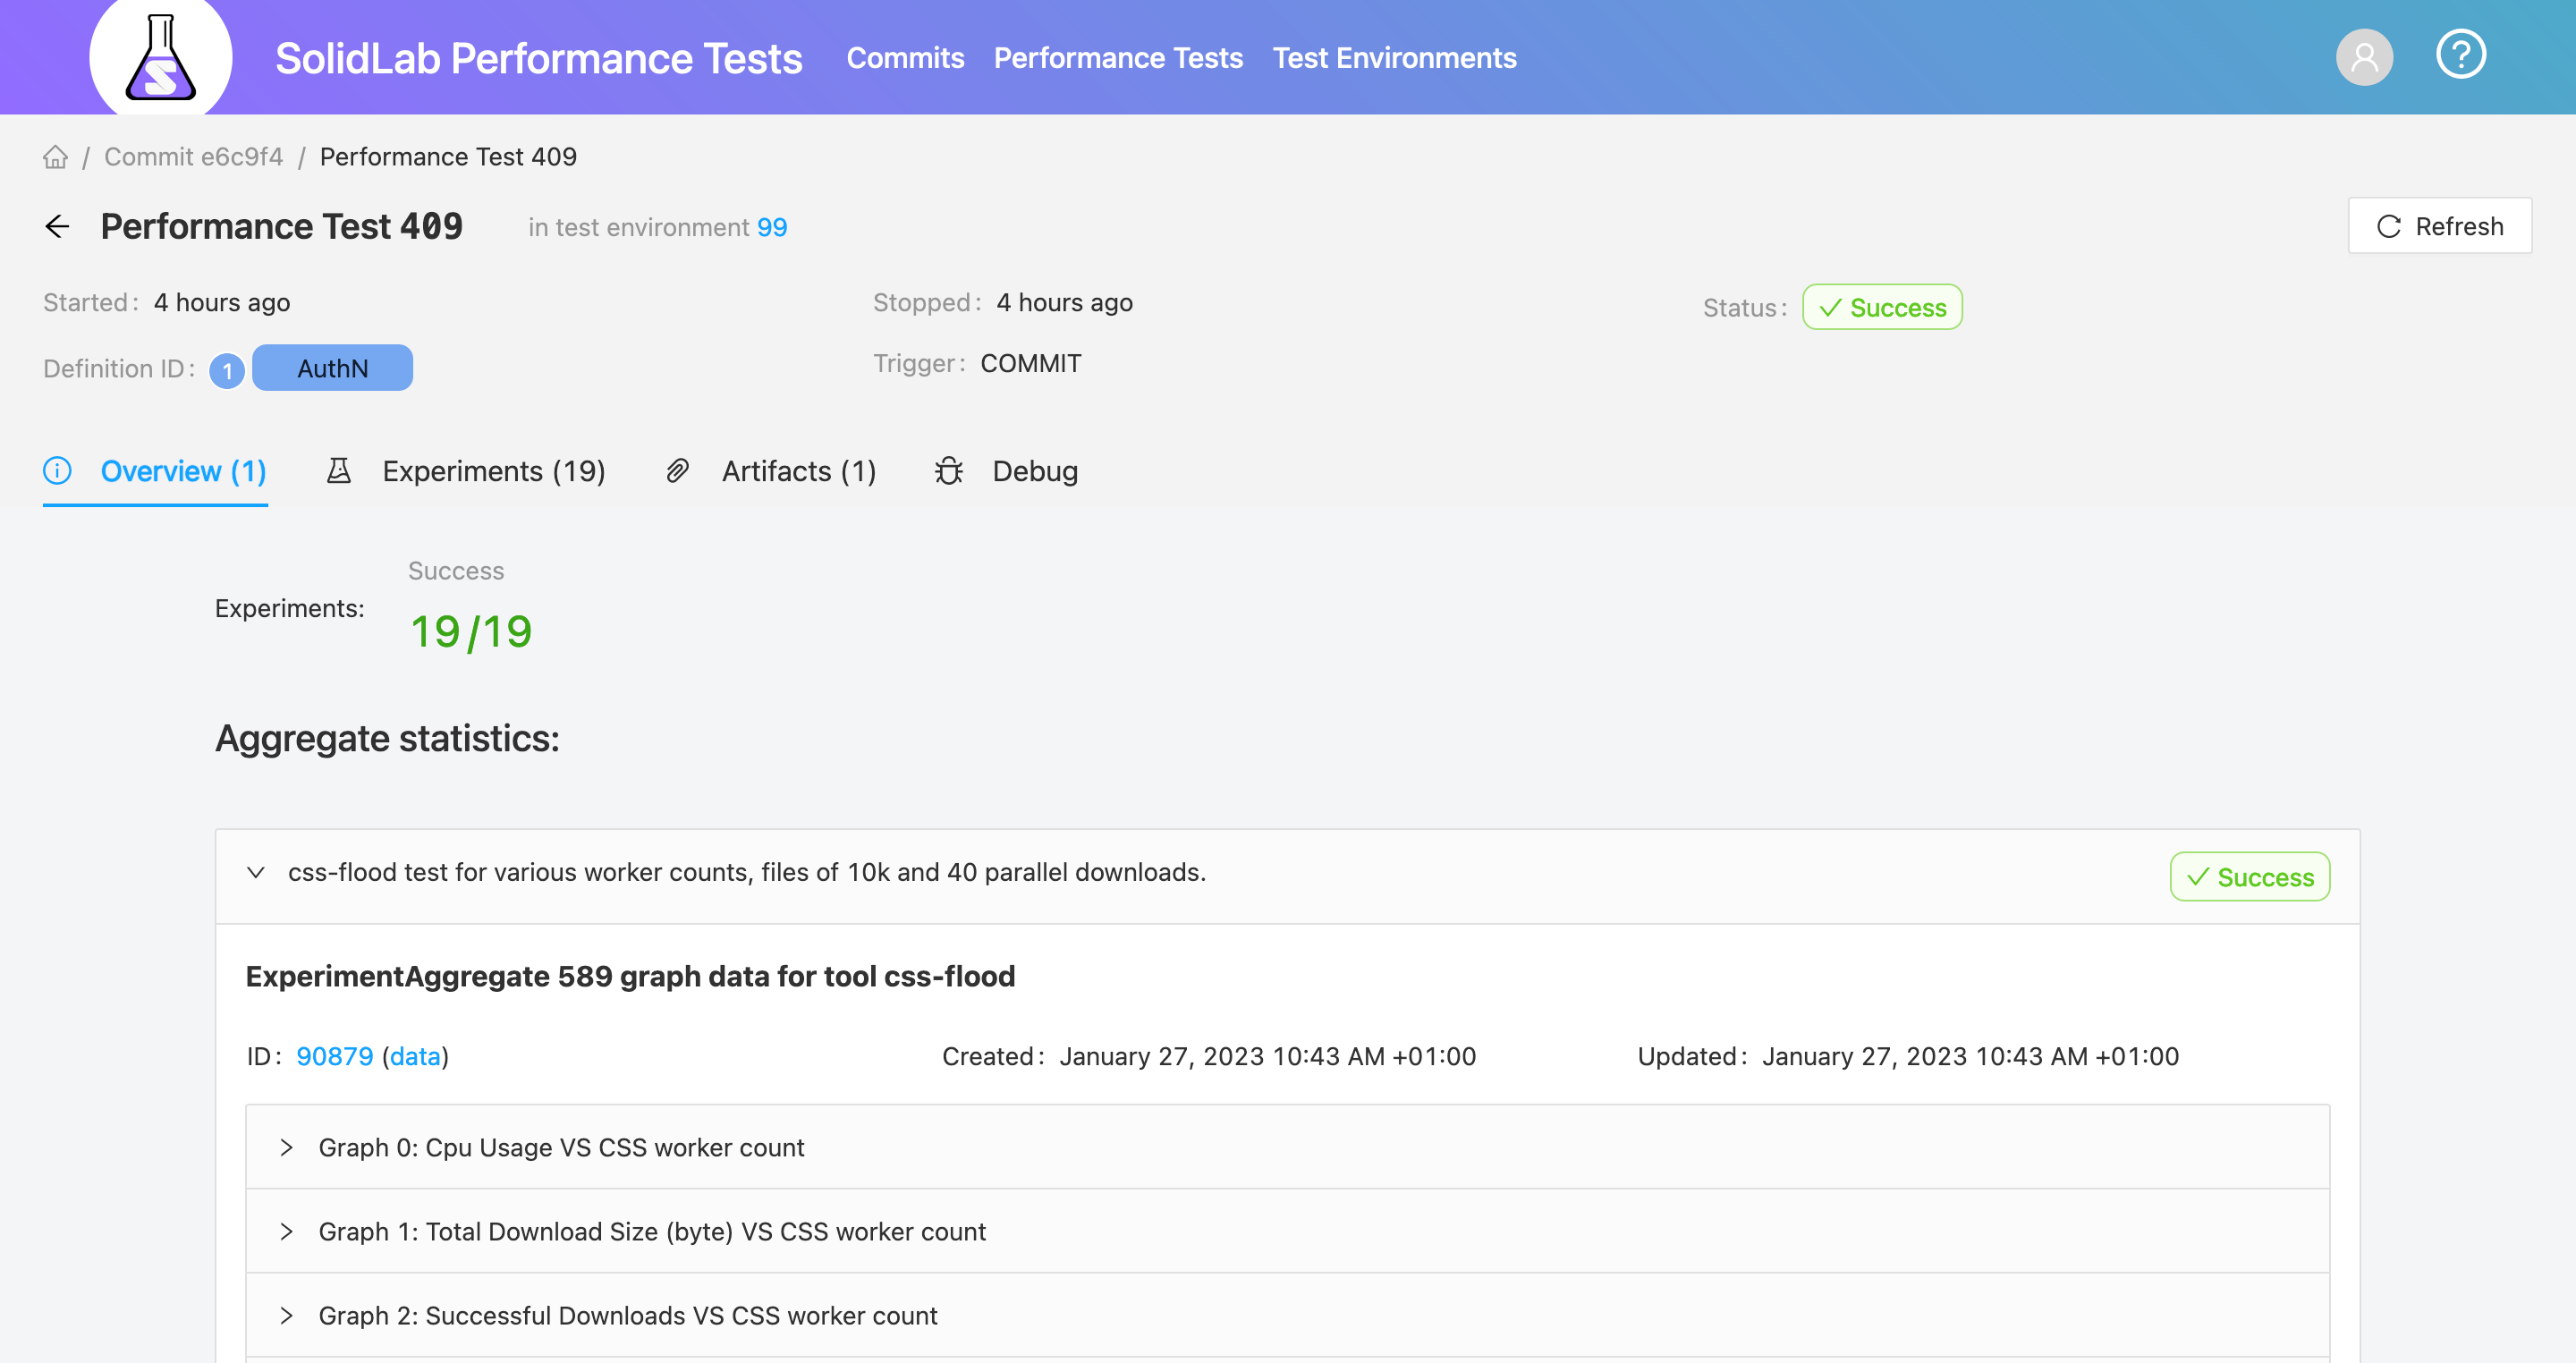 SolidLab Performance Tests Commits Performance Tests Test Environments
/ Commit e6c9f4 / Performance Test 409
Performance Test 409 in test environment 99 Refresh
Started: 4 hours ago Stopped: 4 hours ago Status: Success
Definition ID: 1 AuthN Trigger: COMMIT
Overview (1) Experiments (19) Artifacts (1) Debug
Success
Experiments:
19/19
Aggregate statistics:
css-flood test for various worker counts, files of 10k and 40 parallel downloads. Success
ExperimentAggregate 589 graph data for tool css-flood
ID: 90879 (data) Created: January 27, 2023 10:43 AM +01:00 Updated: January 27, 2023 10:43 AM +01:00
Graph 0: Cpu Usage VS CSS worker count
Graph 1: Total Download Size (byte) VS CSS worker count
Graph 2: Successful Downloads VS CSS worker count